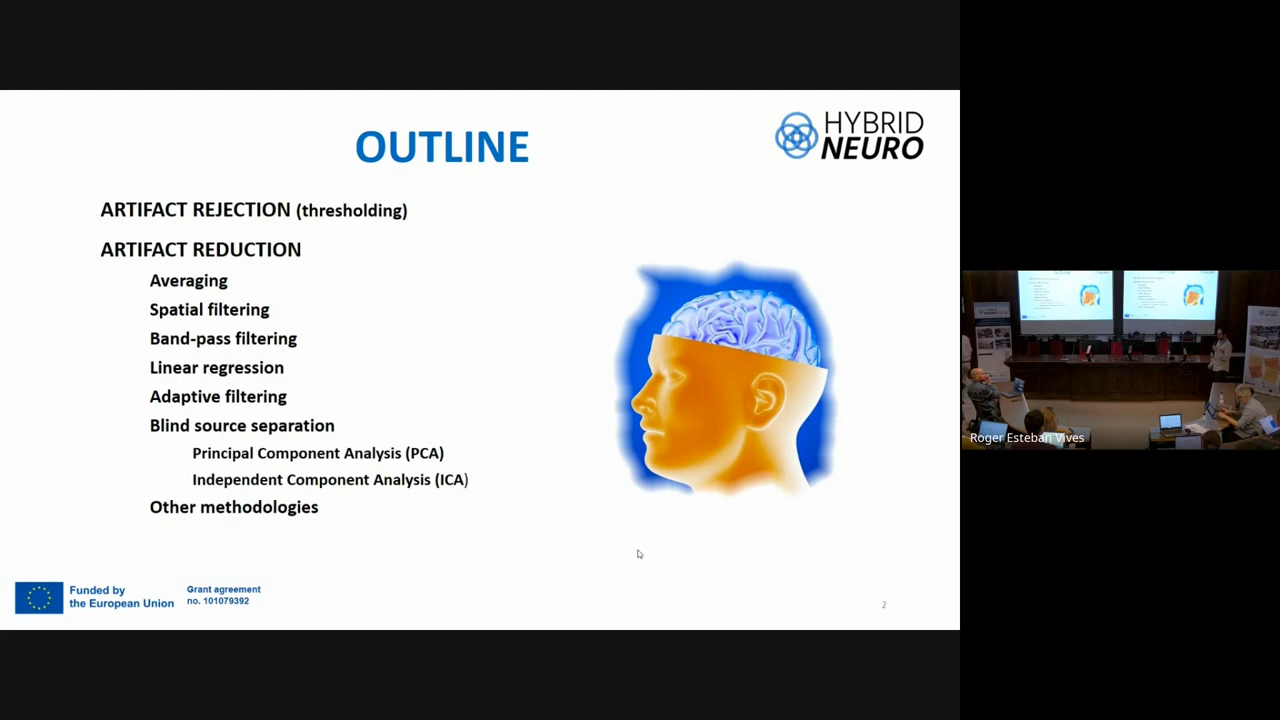 OUTLINE
HYBRID
NEURO
ARTIFACT REJECTION (thresholding)
ARTIFACT REDUCTION
Averaging
Spatial filtering
Band-pass filtering
Linear regression
Adaptive filtering
Blind source separation
Principal Component Analysis (PCA)
Independent Component Analysis (ICA)
Other methodologies
Funded by
the European Union
Grant agreement
no. 101079392
2
Roger Esteban Vives